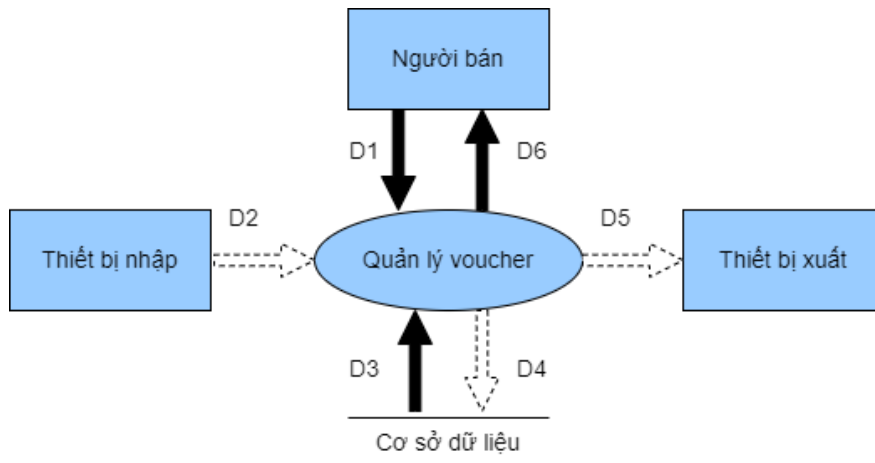 Người bán
D1
D6
D2
D5
Thiết bị nhập
Quản lý voucher
Thiết bị xuất
D3
D4
Cơ sở dữ liệu